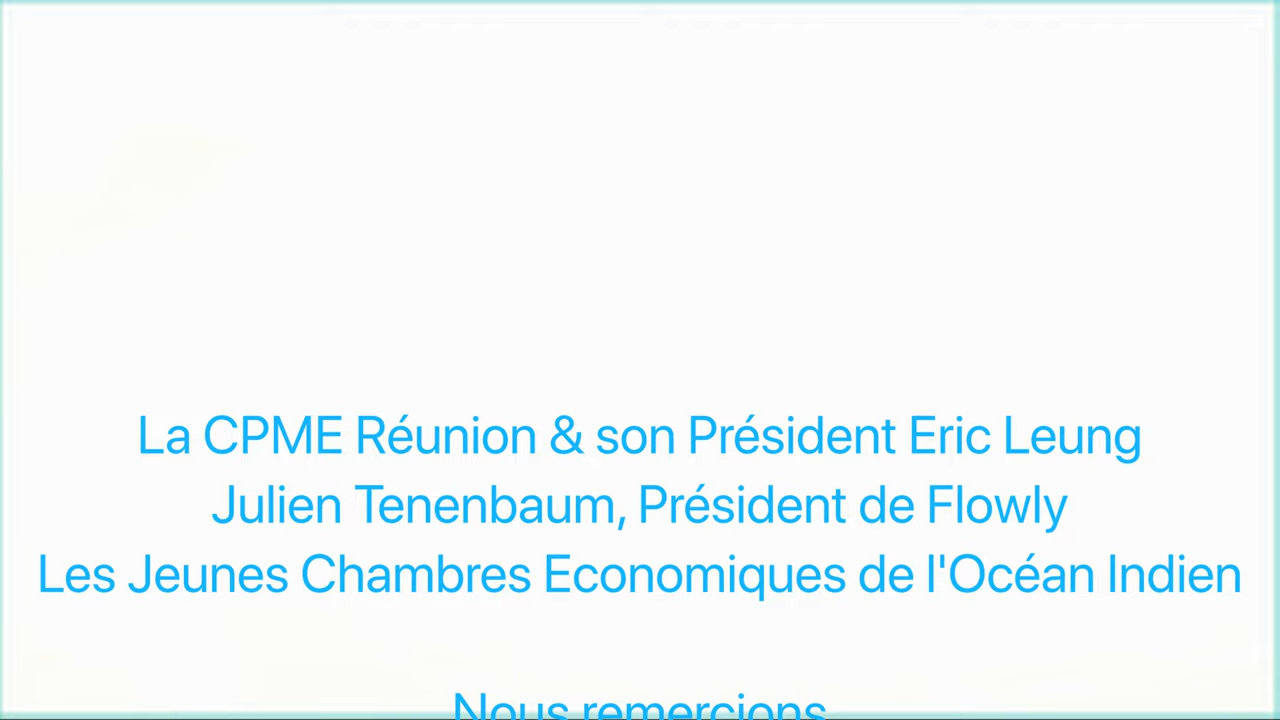 La CPME Réunion & son Président Eric Leung
Julien Tenenbaum, Président de Flowly
Les Jeunes Chambres Economiques de l'Océan Indien
Nous remercions